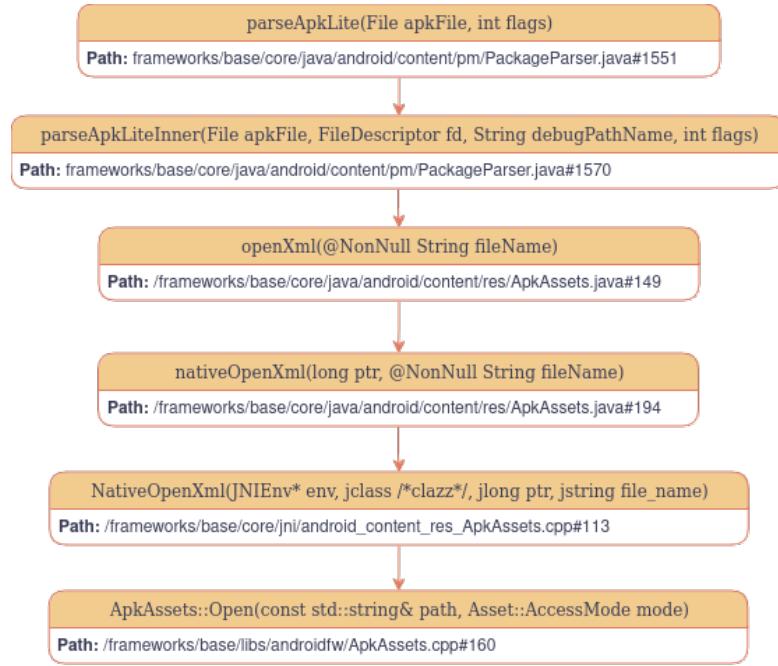 parseApkLite(File apkFile, int flags)
Path: frameworks/base/core/java/android/content/pm/PackageParser.java#1551
parseApkLiteInner(File apkFile, FileDescriptor fd, String debugPathName, int flags)
Path: frameworks/base/core/java/android/content/pm/PackageParser.java#1570
openXml(@NonNull String fileName)
Path: /frameworks/base/core/java/android/content/res/ApkAssets.java#149
nativeOpenXml(long ptr, @NonNull String fileName)
Path: /frameworks/base/core/java/android/content/res/ApkAssets.java#194
NativeOpenXml(JNIEnv* env, jclass /*clazz*/, jlong ptr, jstring file_name)
Path: /frameworks/base/core/jni/android_content_res_ApkAssets.cpp#113
ApkAssets::Open(const std::string& path, Asset::AccessMode mode)
Path: /frameworks/base/libs/androidfw/ApkAssets.cpp#160